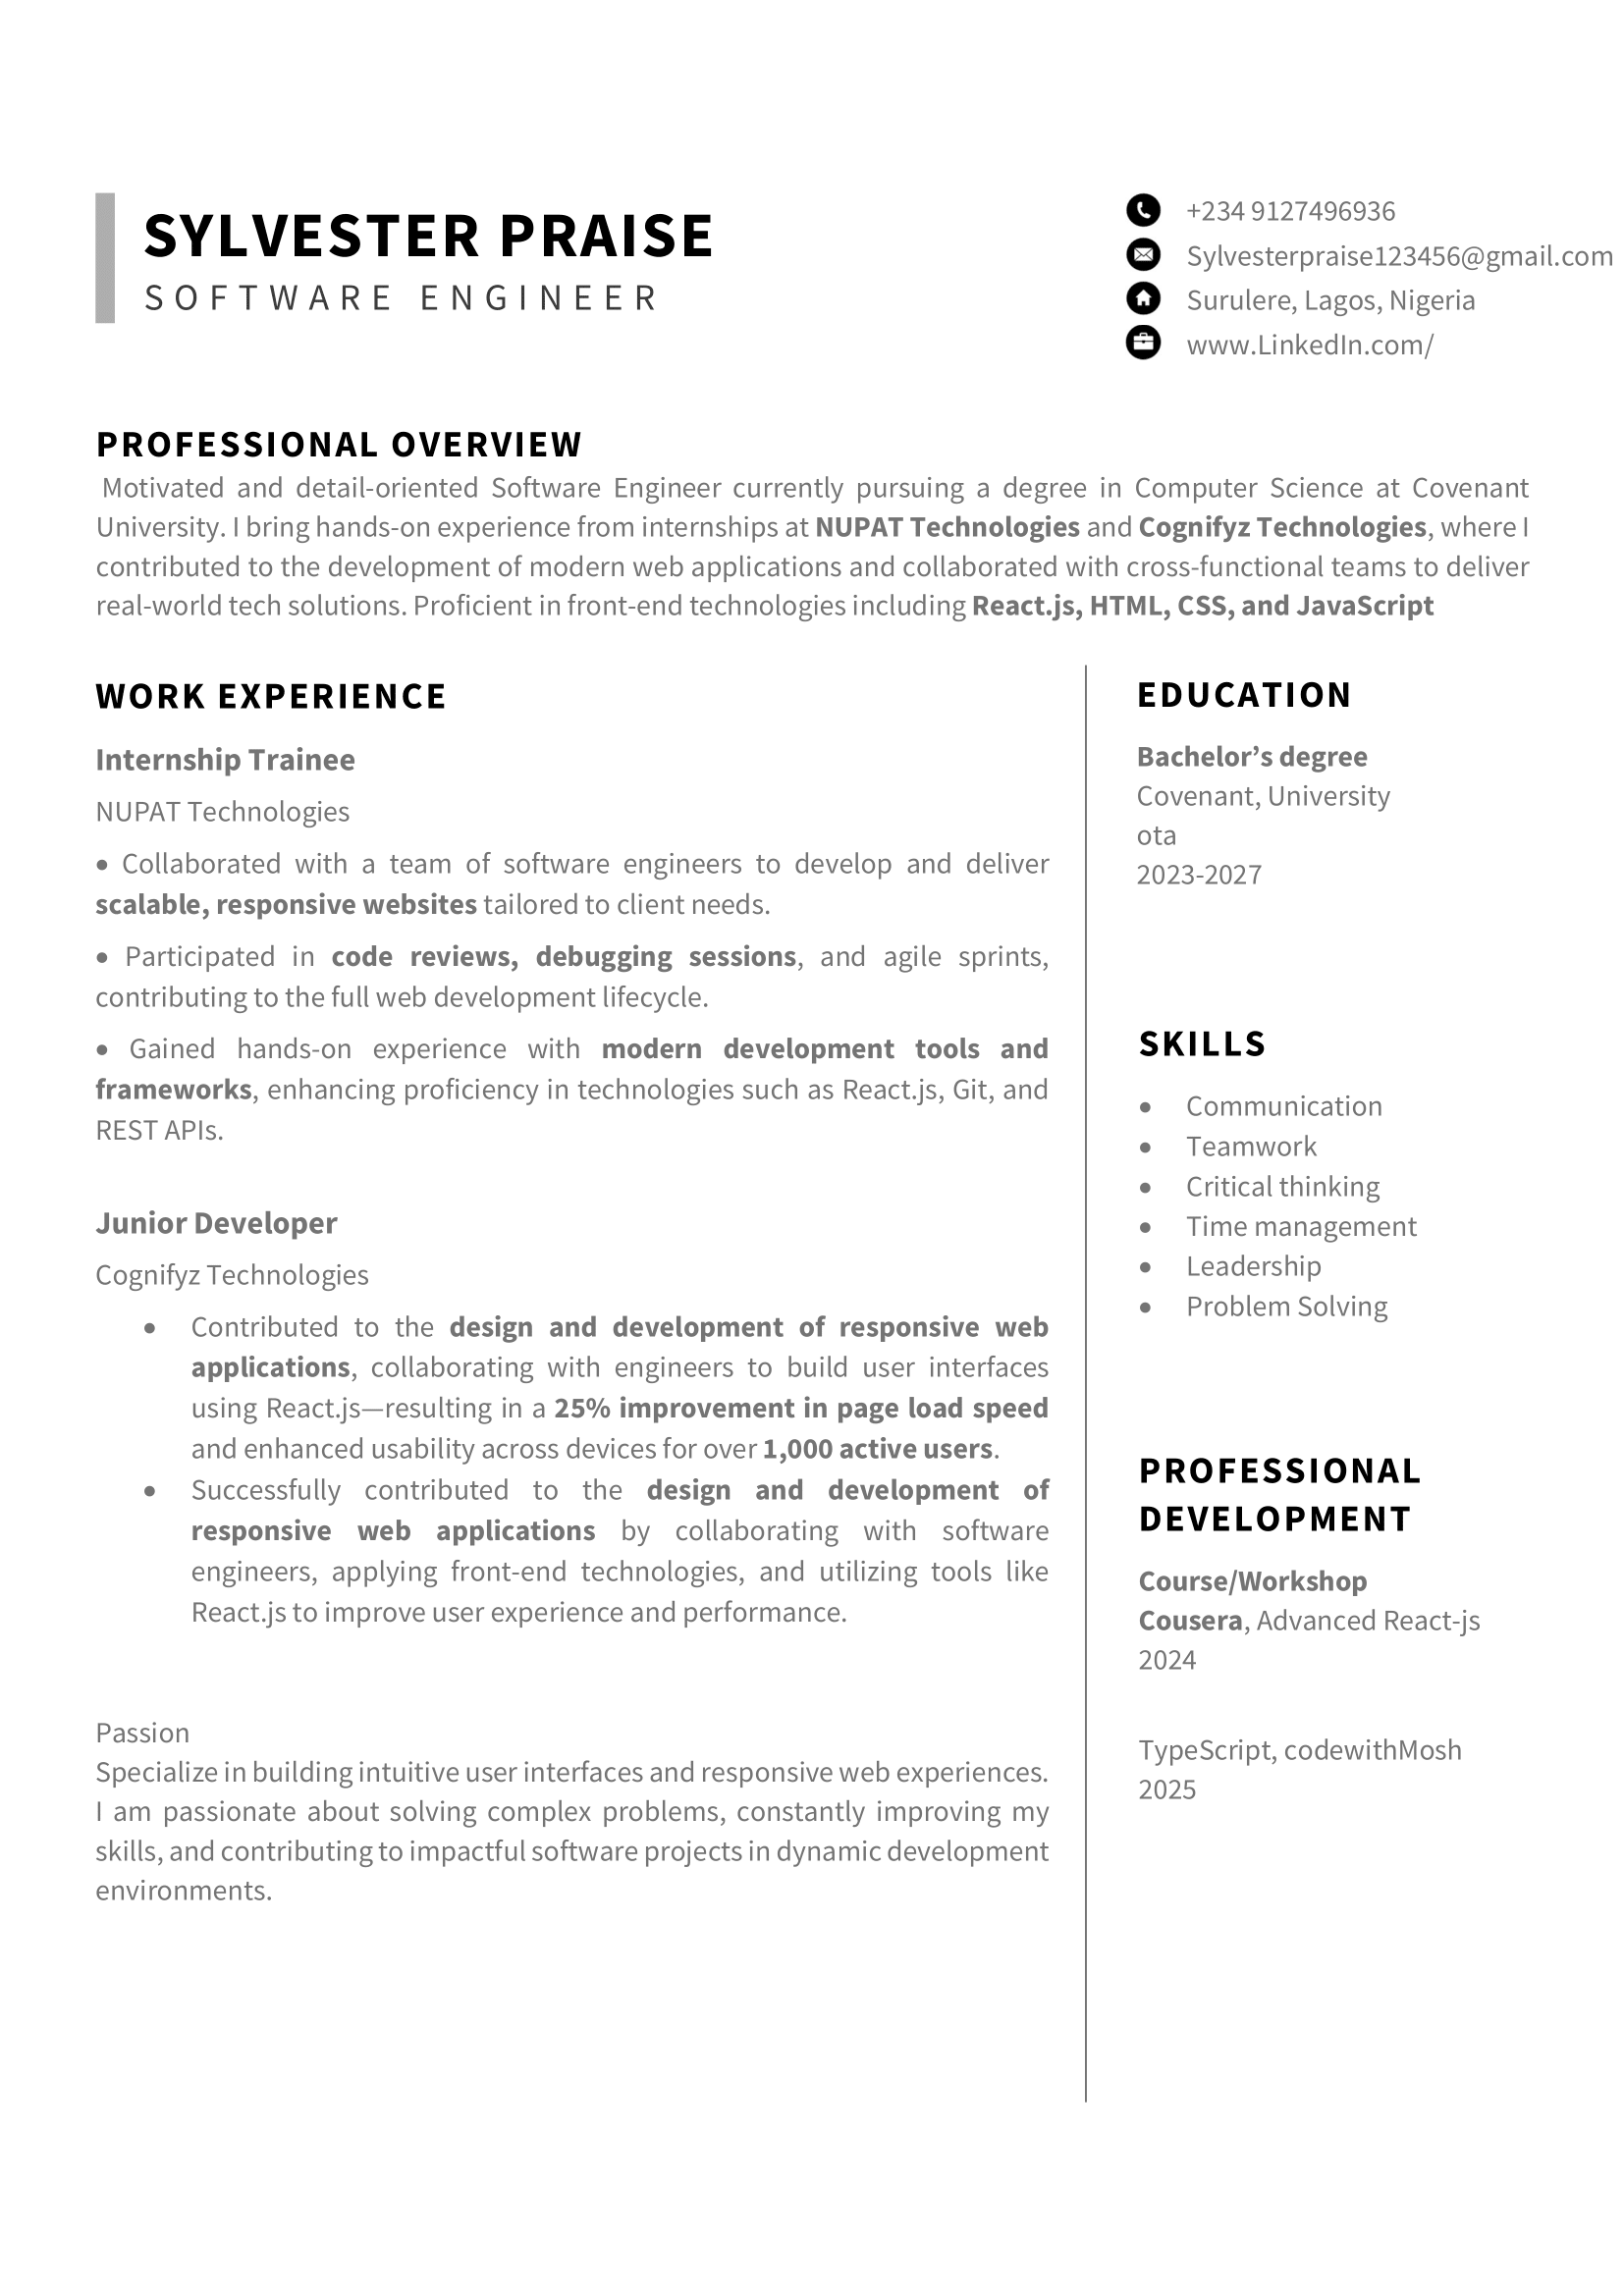 SYLVESTER PRAISE
SOFTWARE ENGINEER
+234 9127496936
Sylvesterpraise123456@gmail.com
Surulere, Lagos, Nigeria
www.LinkedIn.com/
PROFESSIONAL OVERVIEW
Motivated and detail-oriented Software Engineer currently pursuing a degree in Computer Science at Covenant
University. I bring hands-on experience from internships at NUPAT Technologies and Cognifyz Technologies, where I
contributed to the development of modern web applications and collaborated with cross-functional teams to deliver
real-world tech solutions. Proficient in front-end technologies including React.js, HTML, CSS, and JavaScript
WORK EXPERIENCE
Internship Trainee
NUPAT Technologies
• Collaborated with a team of software engineers to develop and deliver
scalable, responsive websites tailored to client needs.
• Participated in code reviews, debugging sessions, and agile sprints,
contributing to the full web development lifecycle.
• Gained hands-on experience with modern development tools and
frameworks, enhancing proficiency in technologies such as React.js, Git, and
REST APIs.
Junior Developer
Cognifyz Technologies
• Contributed to the design and development of responsive web
applications, collaborating with engineers to build user interfaces
using React.js—resulting in a 25% improvement in page load speed
and enhanced usability across devices for over 1,000 active users.
• Successfully contributed to the design and development of
responsive web applications by collaborating with software
engineers, applying front-end technologies, and utilizing tools like
React.js to improve user experience and performance.
Passion
Specialize in building intuitive user interfaces and responsive web experiences.
I am passionate about solving complex problems, constantly improving my
skills, and contributing to impactful software projects in dynamic development
environments.
EDUCATION
Bachelor’s degree
Covenant, University
ota
2023-2027
SKILLS
• Communication
• Teamwork
• Critical thinking
• Time management
• Leadership
• Problem Solving
PROFESSIONAL
DEVELOPMENT
Course/Workshop
Cousera, Advanced React-js
2024
TypeScript, codewithMosh
2025